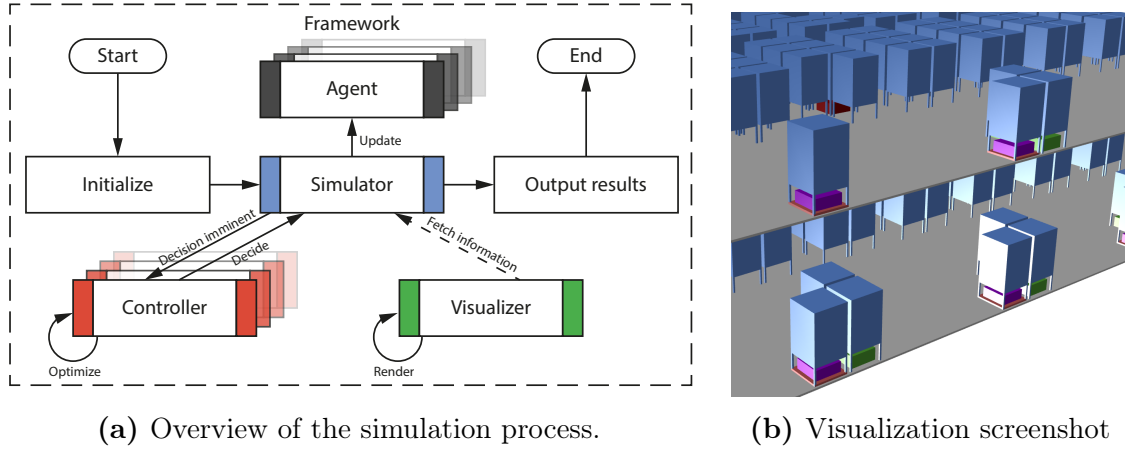 Framework
Start
Agent
End
Update
Initialize
Simulator
Output results
Decision imminent
Decide
Fetch information
Controller
Visualizer
Optimize
Render
(a) Overview of the simulation process.
(b) Visualization screenshot